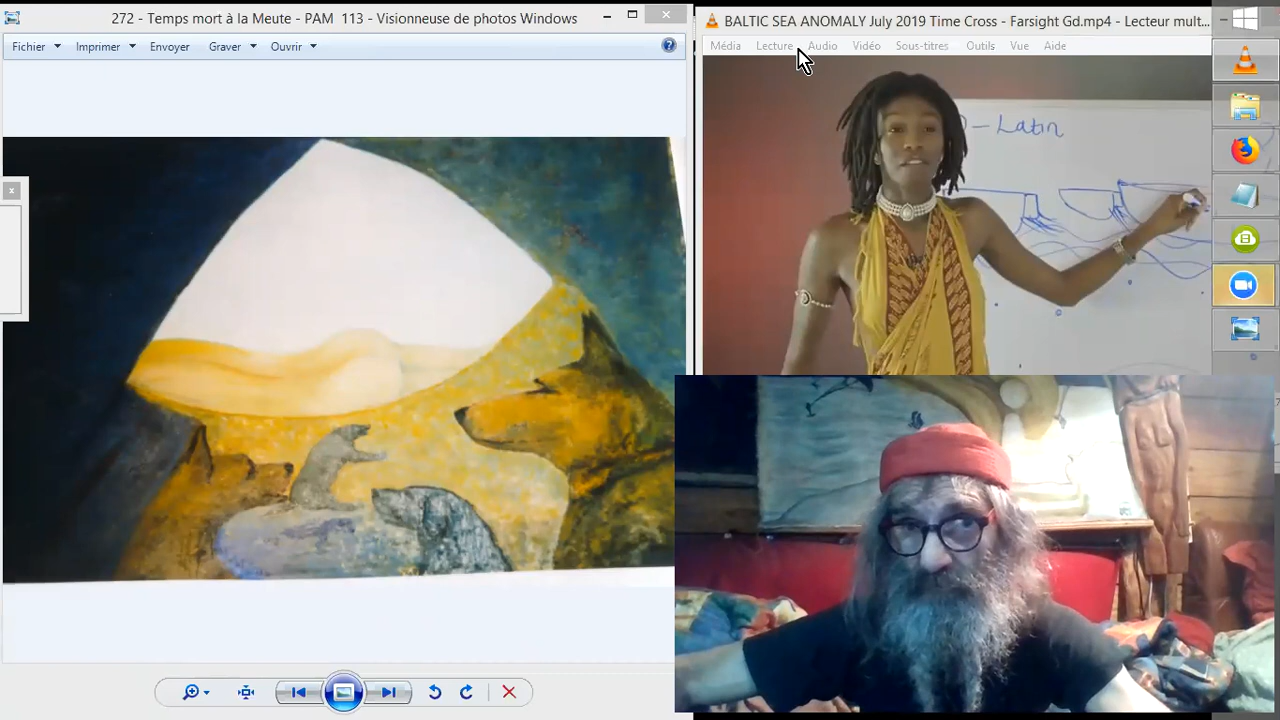 272 - Temps mort à la Meute - PAM  113 - Visionneuse de photos Windows
Fichier Imprimer Envoyer Graver Ouvrir
x
BALTIC SEA ANOMALY July 2019 Time Cross - Farsight Gd.mp4 - Lecteur mult...
Média Lecture Audio Vidéo Sous-titres Outils Vue Aide
- Latin